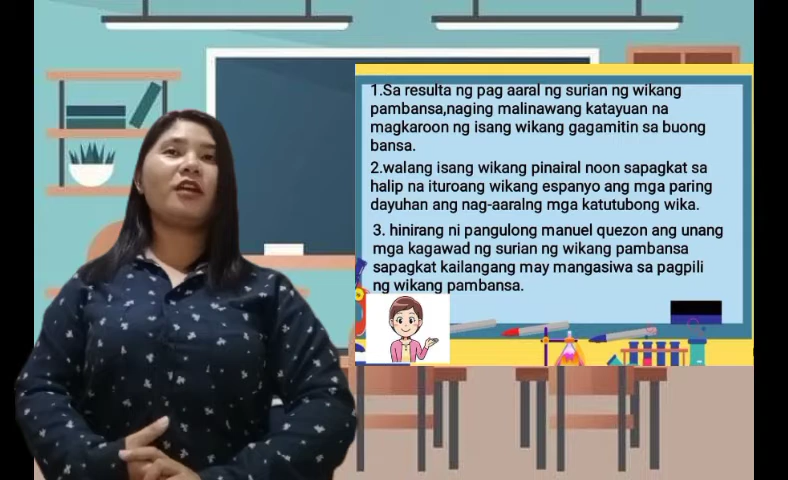 1.Sa resulta ng pag aaral ng surian ng wikang
pambansa,naging malinawang katayuan na
magkaroon ng isang wikang gagamitin sa buong
bansa.
2.walang isang wikang pinairal noon sapagkat sa
halip na ituroang wikang espanyo ang mga paring
dayuhan ang nag-aaralng mga katutubong wika.
3. hinirang ni pangulong manuel quezon ang unang
mga kagawad ng surian ng wikang pambansa
sapagkat kailangang may mangasiwa sa pagpili
ng wikang pambansa.